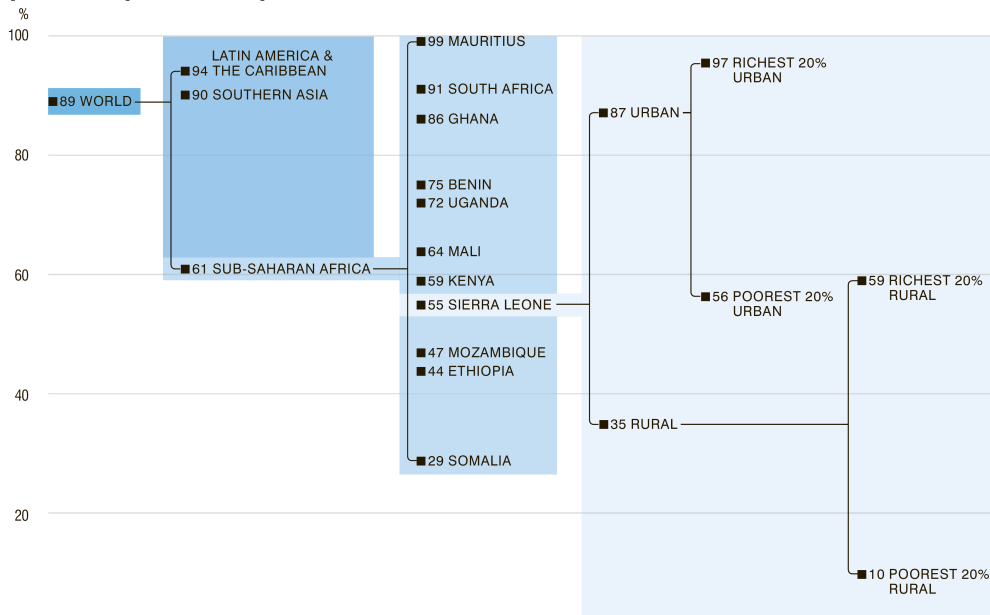 %
100
80
60
40
20
89 WORLD
LATIN AMERICA &
94 THE CARIBBEAN
90 SOUTHERN ASIA
61 SUB-SAHARAN AFRICA
99 MAURITIUS
91 SOUTH AFRICA
86 GHANA
75 BENIN
72 UGANDA
64 MALI
59 KENYA
55 SIERRA LEONE
47 MOZAMBIQUE
44 ETHIOPIA
29 SOMALIA
87 URBAN
35 RURAL
97 RICHEST 20%
URBAN
56 POOREST 20%
URBAN
59 RICHEST 20%
RURAL
10 POOREST 20%
RURAL